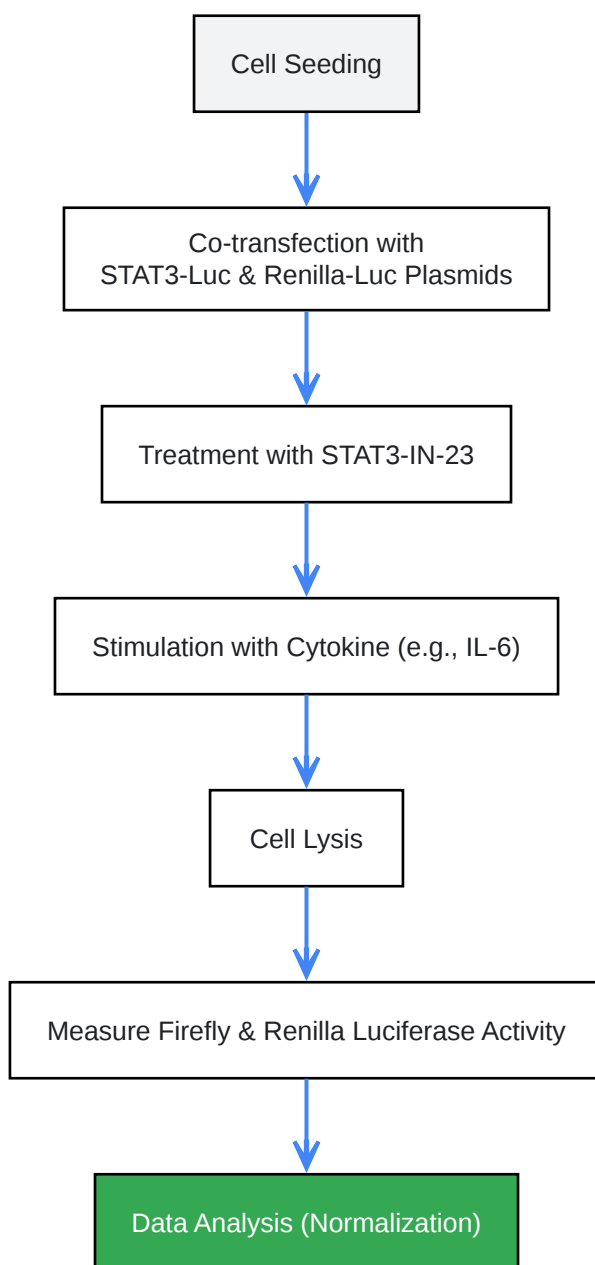 Cell Seeding
Co-transfection with
STAT3-Luc & Renilla-Luc Plasmids
Treatment with STAT3-IN-23
Stimulation with Cytokine (e.g., IL-6)
Cell Lysis
Measure Firefly & Renilla Luciferase Activity
Data Analysis (Normalization)